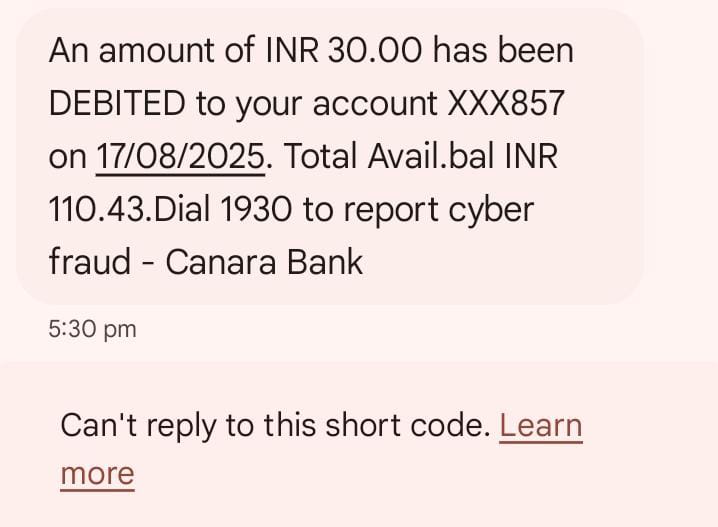 An amount of INR 30.00 has been
DEBITED to your account XXX857
on 17/08/2025. Total Avail.bal INR
110.43.Dial 1930 to report cyber
fraud - Canara Bank
5:30 pm
Can't reply to this short code. Learn
more